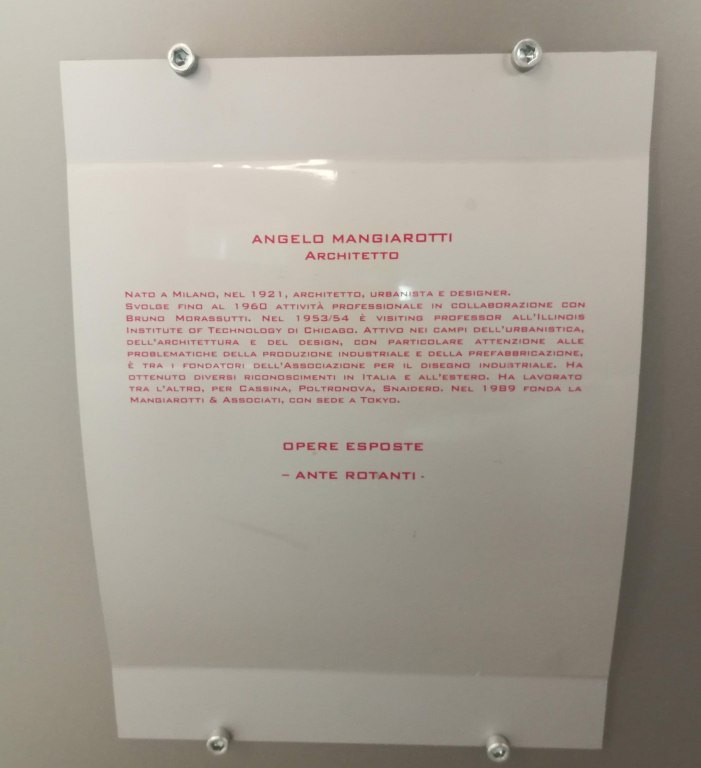 ANGELO MANGIAROTTI
ARCHITETTO
NATO A MILANO, NEL 1921, ARCHITETTO, URBANISTA E DESIGNER.
SVOLGE FINO AL 1960 ATTIVITÀ PROFESSIONALE IN COLLABORAZIONE CON
BRUNO MORASSUTTI. NEL 1953/54 È VISITING PROFESSOR ALL'ILLINOIS
INSTITUTE OF TECHNOLOGY DI CHICAGO. ATTIVO NEI CAMPI DELL'URBANISTICA,
DELL'ARCHITETTURA E DEL DESIGN, CON PARTICOLARE ATTENZIONE ALLE
PROBLEMATICHE DELLA PRODUZIONE INDUSTRIALE E DELLA PREFABBRICAZIONE,
È TRA I FONDATORI DELL'ASSOCIAZIONE PER IL DISEGNO INDUSTRIALE. HA
OTTENUTO DIVERSI RICONOSCIMENTI IN ITALIA E ALL'ESTERO. HA LAVORATO
TRA L'ALTRO, PER CASSINA, POLTRONOVA, SNAIDERO. NEL 1989 FONDA LA
MANGIAROTTI & ASSOCIATI, CON SEDE A TOKYO.
OPERE ESPOSTE
– ANTE ROTANTI -